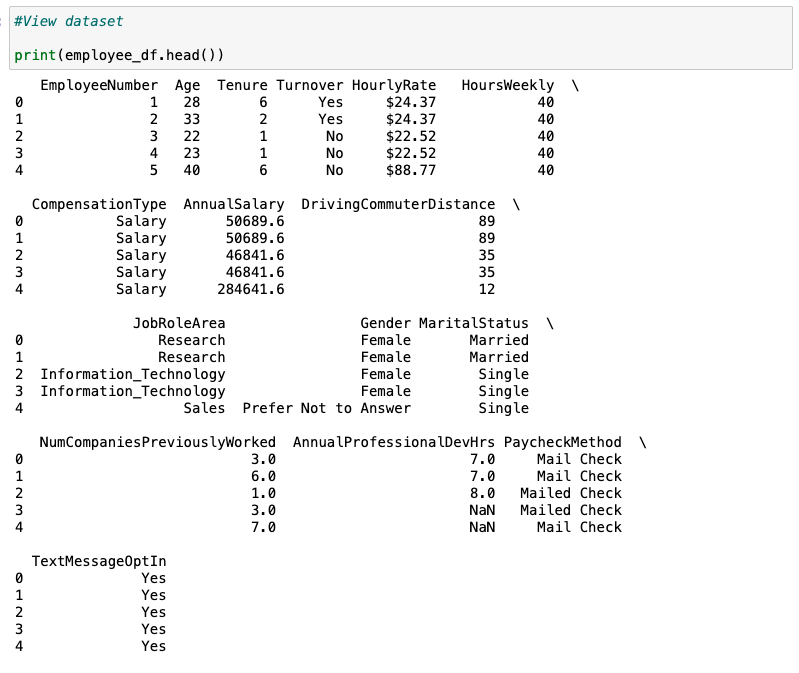 #View dataset
print(employee_df.head())
   EmployeeNumber  Age  Tenure Turnover HourlyRate   HoursWeekly  \
0               1   28       6      Yes     $24.37            40
1               2   33       2      Yes     $24.37            40
2               3   22       1       No     $22.52            40
3               4   23       1       No     $22.52            40
4               5   40       6       No     $88.77            40
  CompensationType  AnnualSalary  DrivingCommuterDistance  \
0           Salary       50689.6                       89
1           Salary       50689.6                       89
2           Salary       46841.6                       35
3           Salary       46841.6                       35
4           Salary      284641.6                       12
              JobRoleArea                Gender MaritalStatus  \
0                Research                Female       Married
1                Research                Female       Married
2  Information_Technology                Female        Single
3  Information_Technology                Female        Single
4                   Sales  Prefer Not to Answer        Single
   NumCompaniesPreviouslyWorked  AnnualProfessionalDevHrs PaycheckMethod  \
0                           3.0                       7.0     Mail Check
1                           6.0                       7.0     Mail Check
2                           1.0                       8.0   Mailed Check
3                           3.0                       NaN   Mailed Check
4                           7.0                       NaN     Mail Check
  TextMessageOptIn
0              Yes
1              Yes
2              Yes
3              Yes
4              Yes